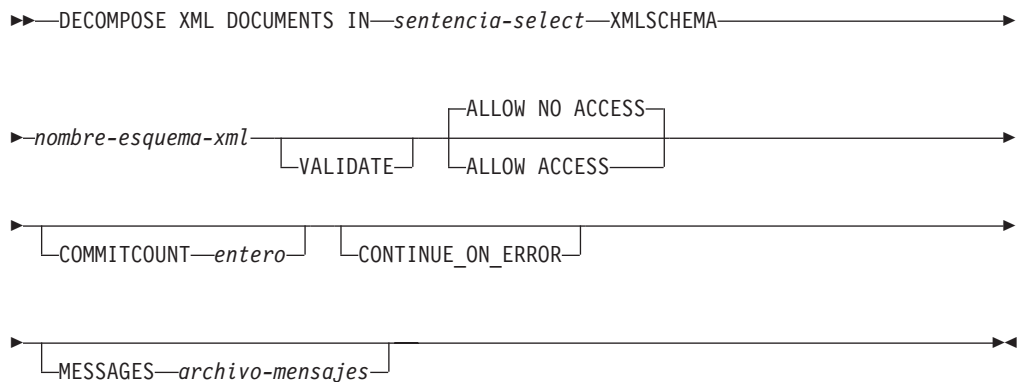 DECOMPOSE XML DOCUMENTS IN sentencia-select XMLSCHEMA
ALLOW NO ACCESS
nombre-esquema-xml
VALIDATE ALLOW ACCESS
COMMITCOUNT entero CONTINUE_ON_ERROR
MESSAGES archivo-mensajes